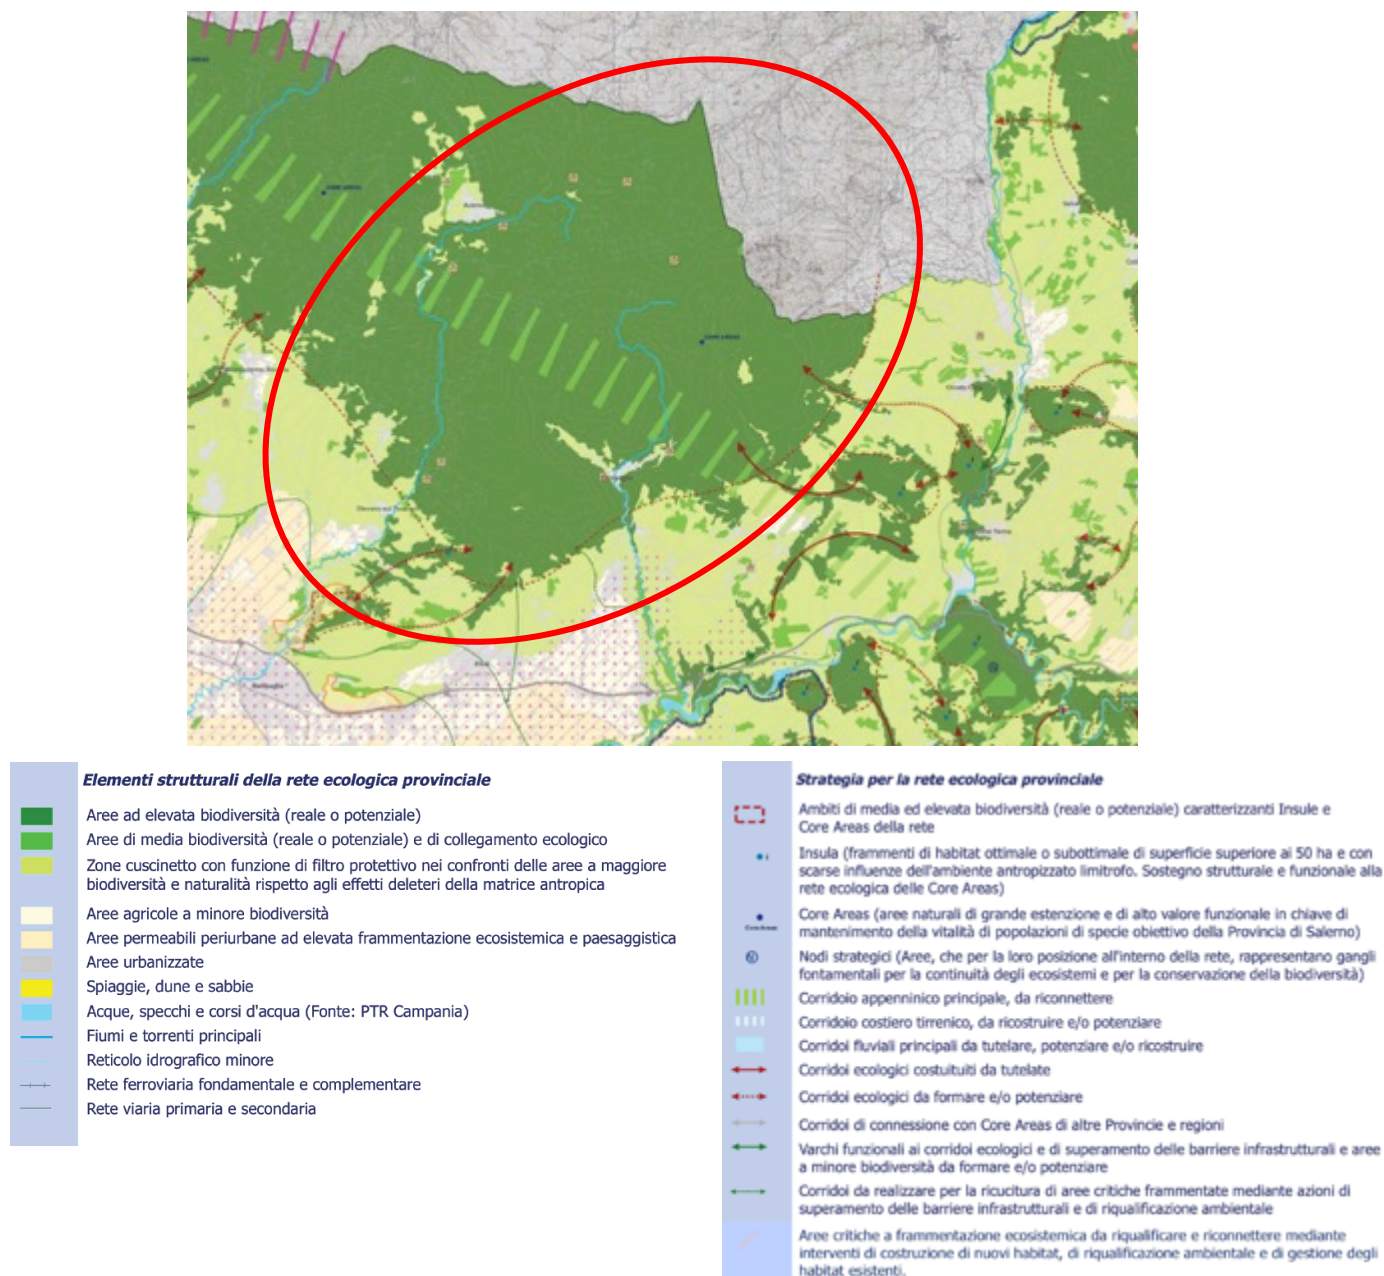 CORE AREAS
CORE AREAS
Battipaglia
Elementi strutturali della rete ecologica provinciale
Aree ad elevata biodiversità (reale o potenziale)
Aree di media biodiversità (reale o potenziale) e di collegamento ecologico
Zone cuscinetto con funzione di filtro protettivo nei confronti delle aree a maggiore
biodiversità e naturalità rispetto agli effetti deleteri della matrice antropica
Aree agricole a minore biodiversità
Aree permeabili periurbane ad elevata frammentazione ecosistemica e paesaggistica
Aree urbanizzate
Spiaggie, dune e sabbie
Acque, specchi e corsi d'acqua (Fonte: PTR Campania)
Fiumi e torrenti principali
Reticolo idrografico minore
Rete ferroviaria fondamentale e complementare
Rete viaria primaria e secondaria
Strategia per la rete ecologica provinciale
Ambiti di media ed elevata biodiversità (reale o potenziale) caratterizzanti Insule e
Core Areas della rete
Insula (frammenti di habitat ottimale o subottimale di superficie superiore ai 50 ha e con
scarse influenze dell'ambiente antropizzato limitrofo. Sostegno strutturale e funzionale alla
rete ecologica delle Core Areas)
Core Areas
Core Areas (aree naturali di grande estenzione e di alto valore funzionale in chiave di
mantenimento della vitalità di popolazioni di specie obiettivo della Provincia di Salerno)
Nodi strategici (Aree, che per la loro posizione all'interno della rete, rappresentano gangli
fontamentali per la continuità degli ecosistemi e per la conservazione della biodiversità)
Corridoio appenninico principale, da riconnettere
Corridoio costiero tirrenico, da ricostruire e/o potenziare
Corridoi fluviali principali da tutelare, potenziare e/o ricostruire
Corridoi ecologici costuituiti da tutelate
Corridoi ecologici da formare e/o potenziare
Corridoi di connessione con Core Areas di altre Provincie e regioni
Varchi funzionali ai corridoi ecologici e di superamento delle barriere infrastrutturali e aree
a minore biodiversità da formare e/o potenziare
Corridoi da realizzare per la ricucitura di aree critiche frammentate mediante azioni di
superamento delle barriere infrastrutturali e di riqualificazione ambientale
Aree critiche a frammentazione ecosistemica da riqualificare e riconnettere mediante
interventi di costruzione di nuovi habitat, di riqualificazione ambientale e di gestione degli
habitat esistenti.